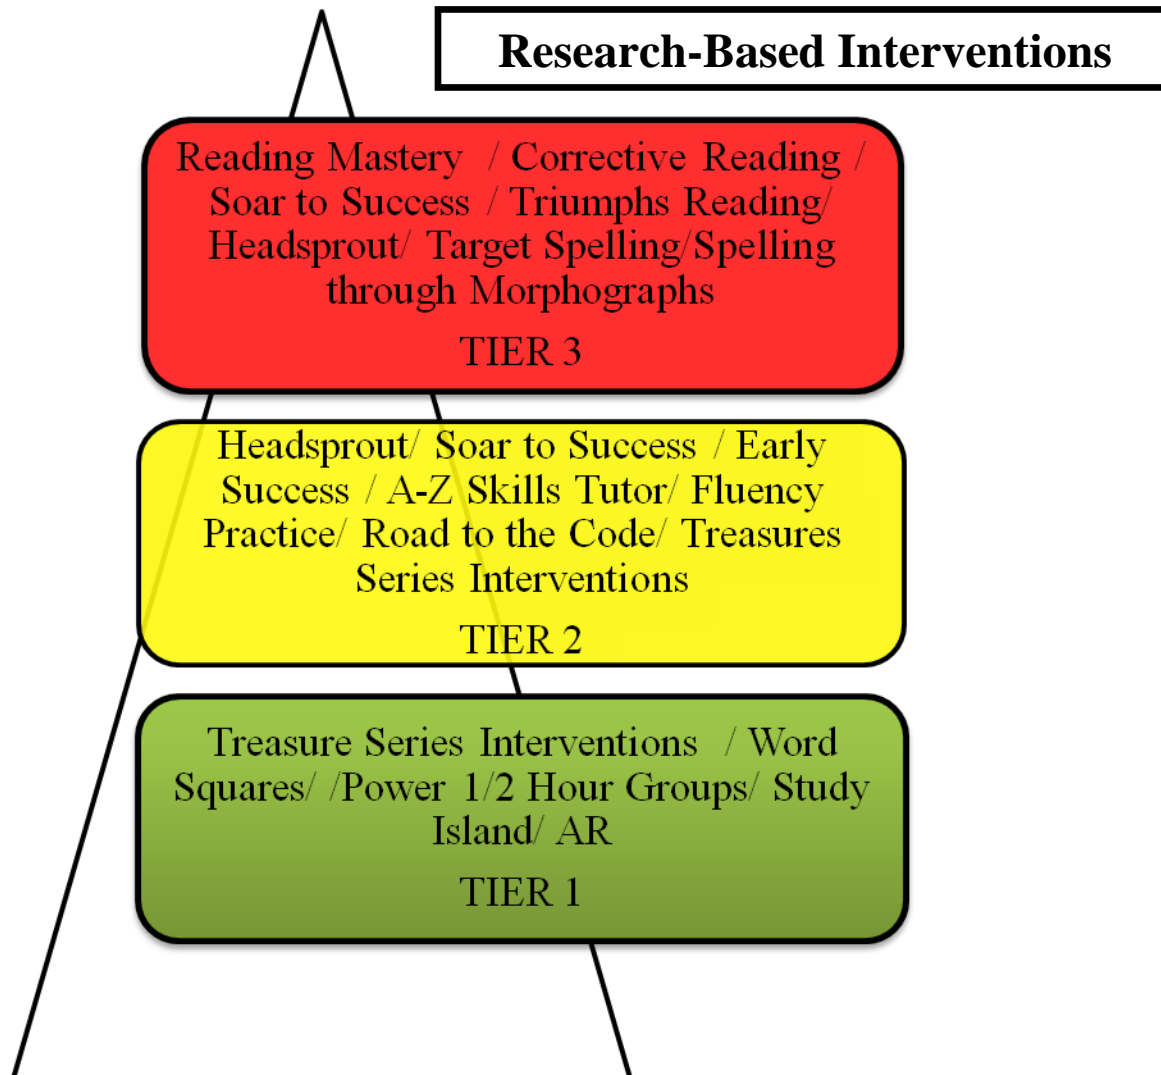 Research-Based Interventions
Reading Mastery / Corrective Reading /
Soar to Success / Triumphs Reading/
Headsprout/ Target Spelling/Spelling
through Morphographs
TIER 3
Headsprout/ Soar to Success / Early
Success / A-Z Skills Tutor/ Fluency
Practice/ Road to the Code/ Treasures
Series Interventions
TIER 2
Treasure Series Interventions / Word
Squares/ /Power 1/2 Hour Groups/ Study
Island/ AR
TIER 1